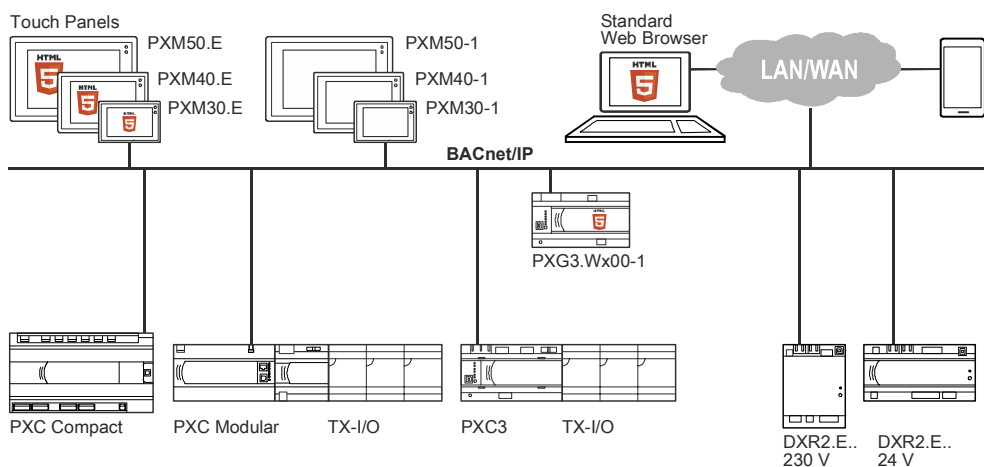 Touch Panels
PXM50.E
PXM40.E
PXM30.E
HTML
5
HTML
5
HTML
5
PXM50-1
PXM40-1
PXM30-1
Standard
Web Browser
HTML
5
LAN/WAN
BACnet/IP
HTML
5
PXG3.Wx00-1
PXC Compact
PXC Modular
TX-I/O
PXC3
TX-I/O
DXR2.E..
230 V
DXR2.E..
24 V